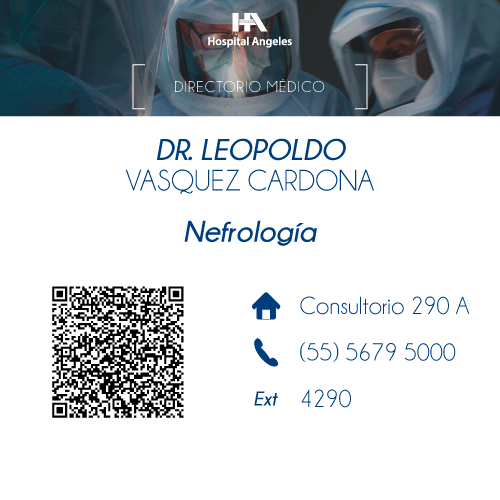 HA
Hospital Angeles
DIRECTORIO MÉDICO
DR. LEOPOLDO
VASQUEZ CARDONA
Nefrología
Consultorio 290 A
(55) 5679 5000
Ext 4290